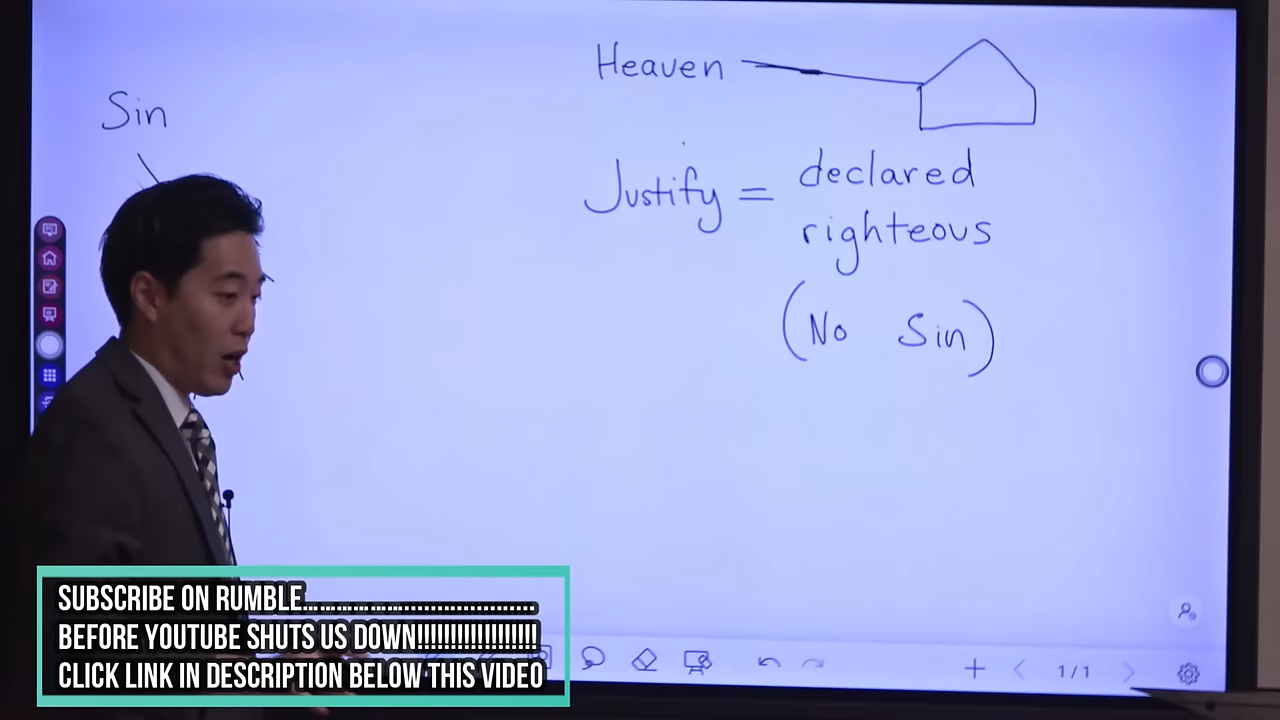 Heaven
Sin
Justify = declared
righteous
(No Sin)
SUBSCRIBE ON RUMBLE.......................................
BEFORE YOUTUBE SHUTS US DOWN!!!!!!!!!!!!!!!!!!!
CLICK LINK IN DESCRIPTION BELOW THIS VIDEO
1/1